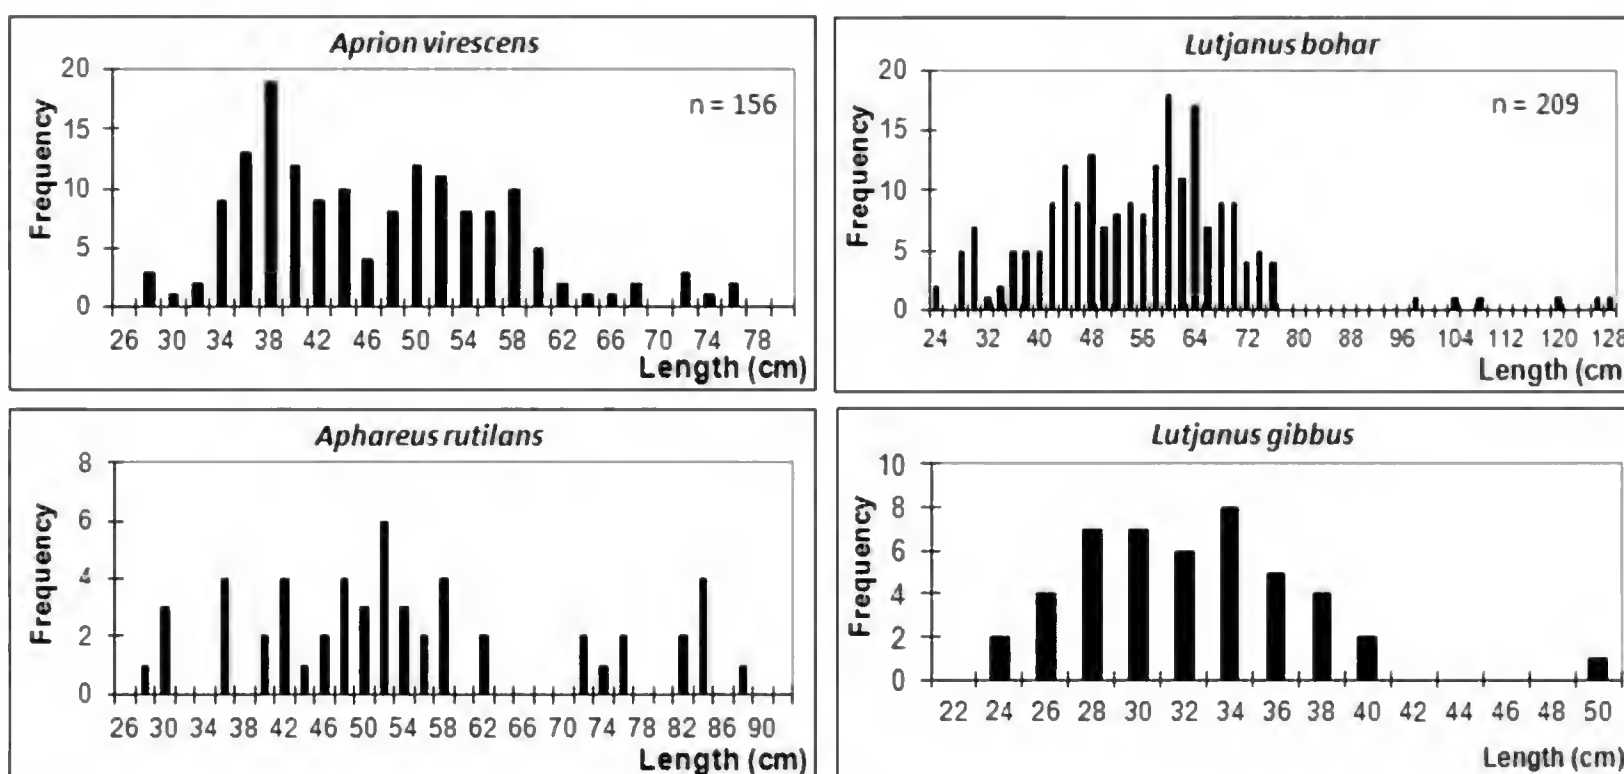 Aprion virescens
Frequency
20
15
10
5
0
n = 156
26 30 34 38 42 46 50 54 58 62 66 70 74 78
Length (cm)
Lutjanus bohar
Frequency
20
15
10
5
0
n = 209
24 32 40 48 56 64 72 80 88 96 104 112 120 128
Length (cm
Aphareus rutilans
Frequency
8
6
4
2
0
26 30 34 38 42 46 50 54 58 62 66 70 74 78 82 86 90
Length (cm)
Lutjanus gibbus
Frequency
10
8
6
4
2
0
22 24 26 28 30 32 34 36 38 40 42 44 46 48 50
Length (cm)